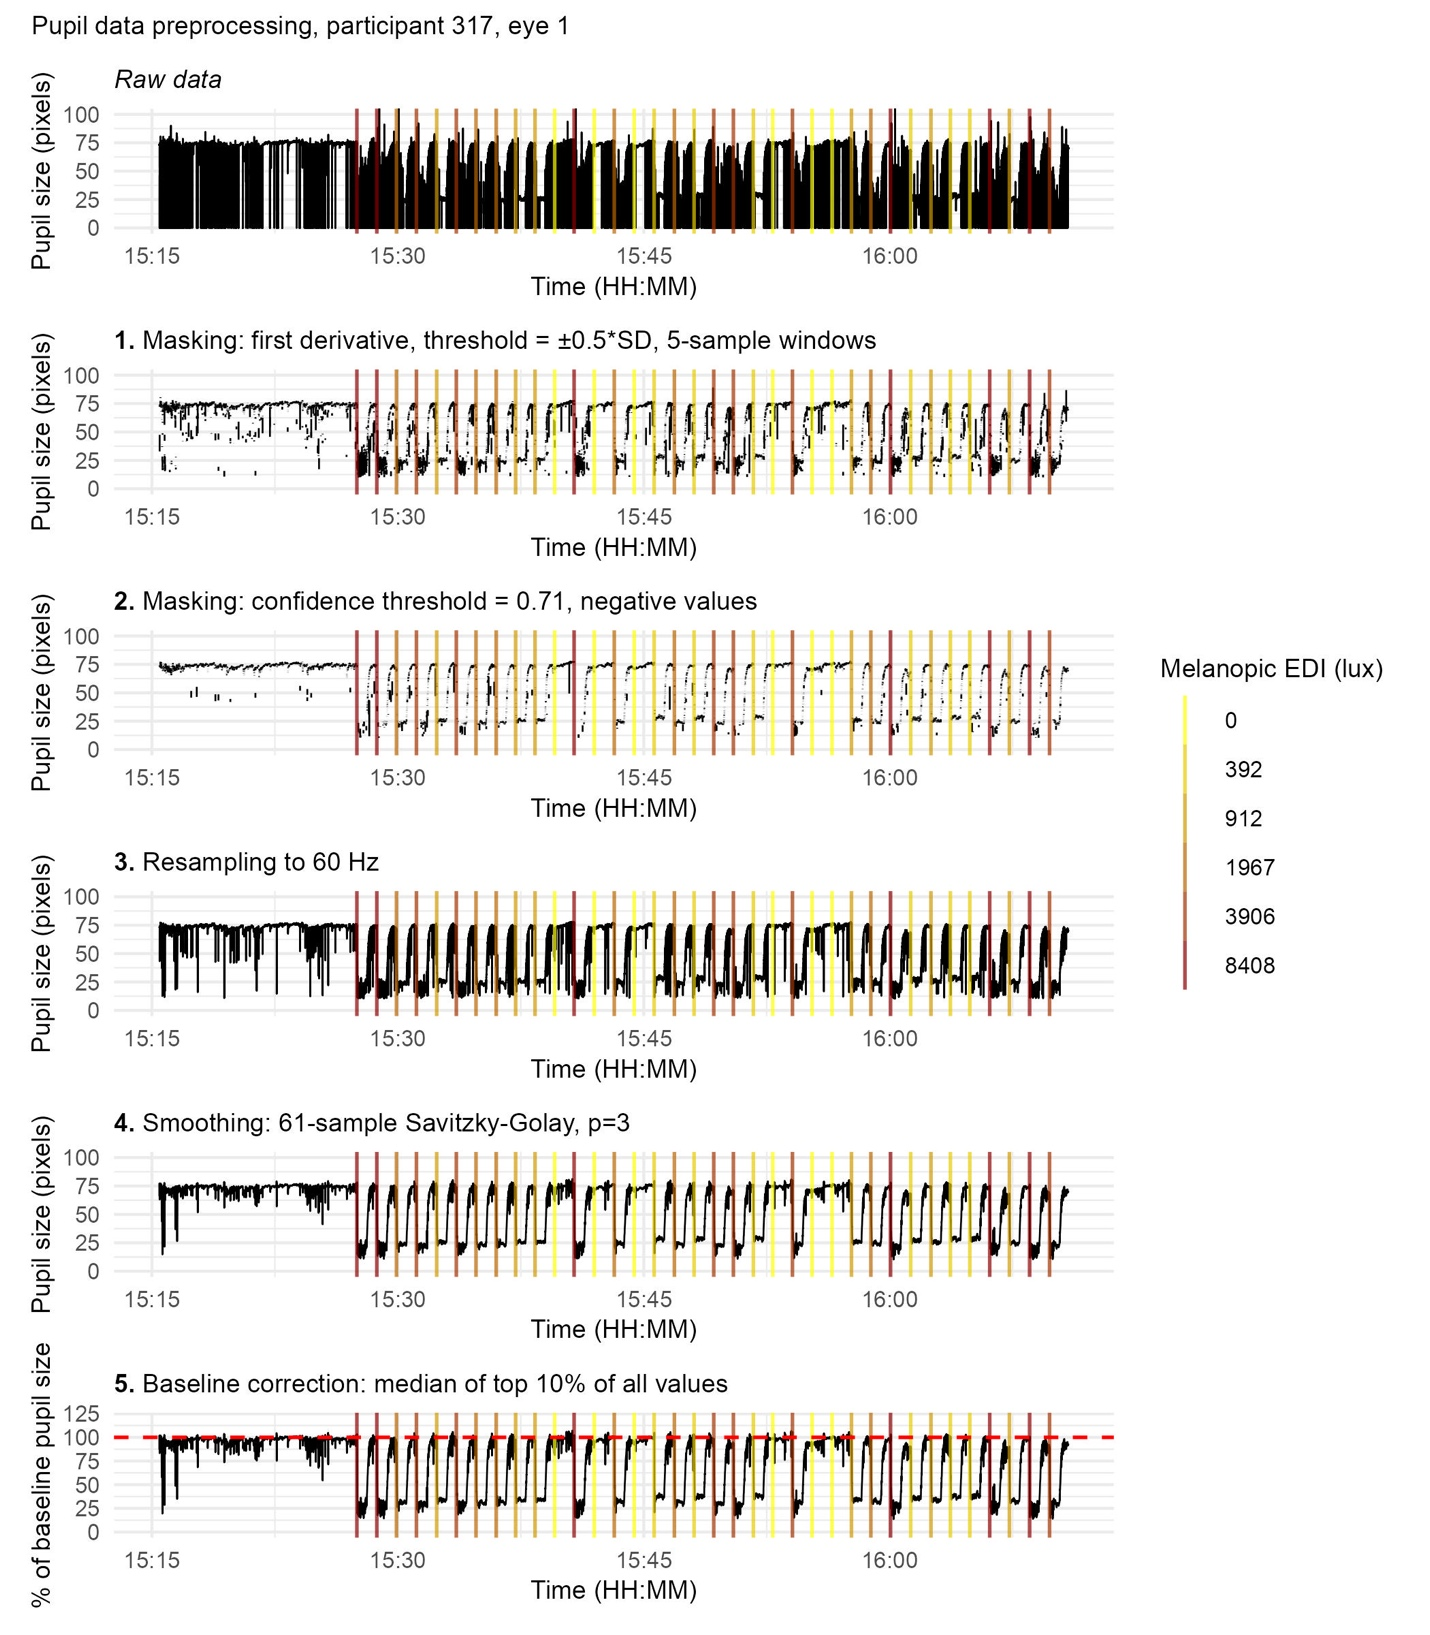 Pupil data preprocessing, participant 317, eye 1
Raw data
Pupil size (pixels)
100
75
50
25
0
15:15 15:30 15:45 16:00
Time (HH:MM)
1. Masking: first derivative, threshold = ±0.5*SD, 5-sample windows
Pupil size (pixels)
100
75
50
25
0
15:15 15:30 15:45 16:00
Time (HH:MM)
2. Masking: confidence threshold = 0.71, negative values
Pupil size (pixels)
100
75
50
25
0
15:15 15:30 15:45 16:00
Time (HH:MM)
3. Resampling to 60 Hz
Pupil size (pixels)
100
75
50
25
0
15:15 15:30 15:45 16:00
Time (HH:MM)
4. Smoothing: 61-sample Savitzky-Golay, p=3
Pupil size (pixels)
100
75
50
25
0
15:15 15:30 15:45 16:00
Time (HH:MM)
5. Baseline correction: median of top 10% of all values
% of baseline pupil size
125
100
75
50
25
0
15:15 15:30 15:45 16:00
Time (HH:MM)
Melanopic EDI (lux)
0
392
912
1967
3906
8408